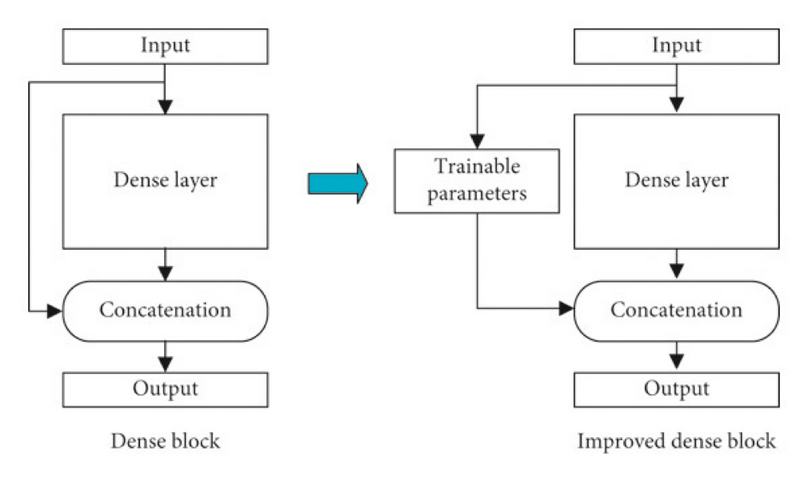 Input
Dense layer
Concatenation
Output
Dense block
Input
Trainable
parameters
Dense layer
Concatenation
Output
Improved dense block